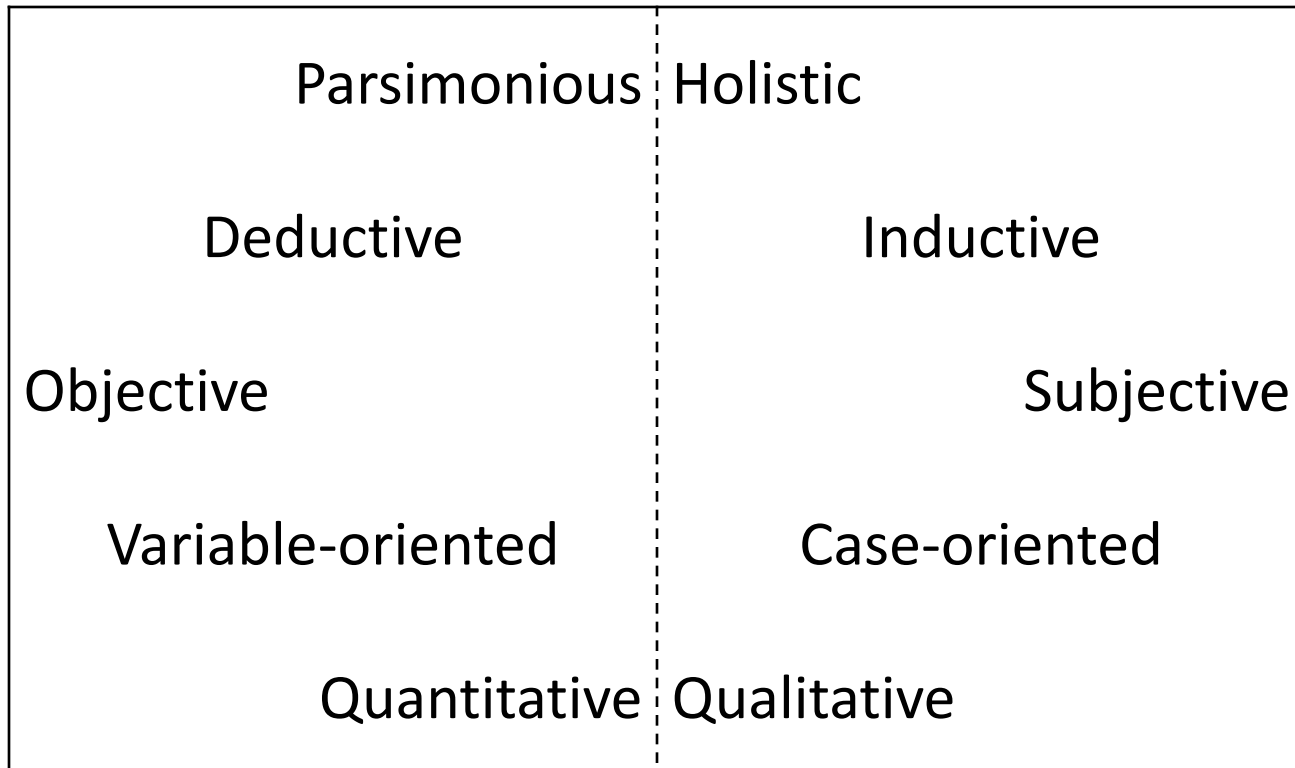 Parsimonious Holistic
Deductive Inductive
Objective Subjective
Variable-oriented Case-oriented
Quantitative Qualitative